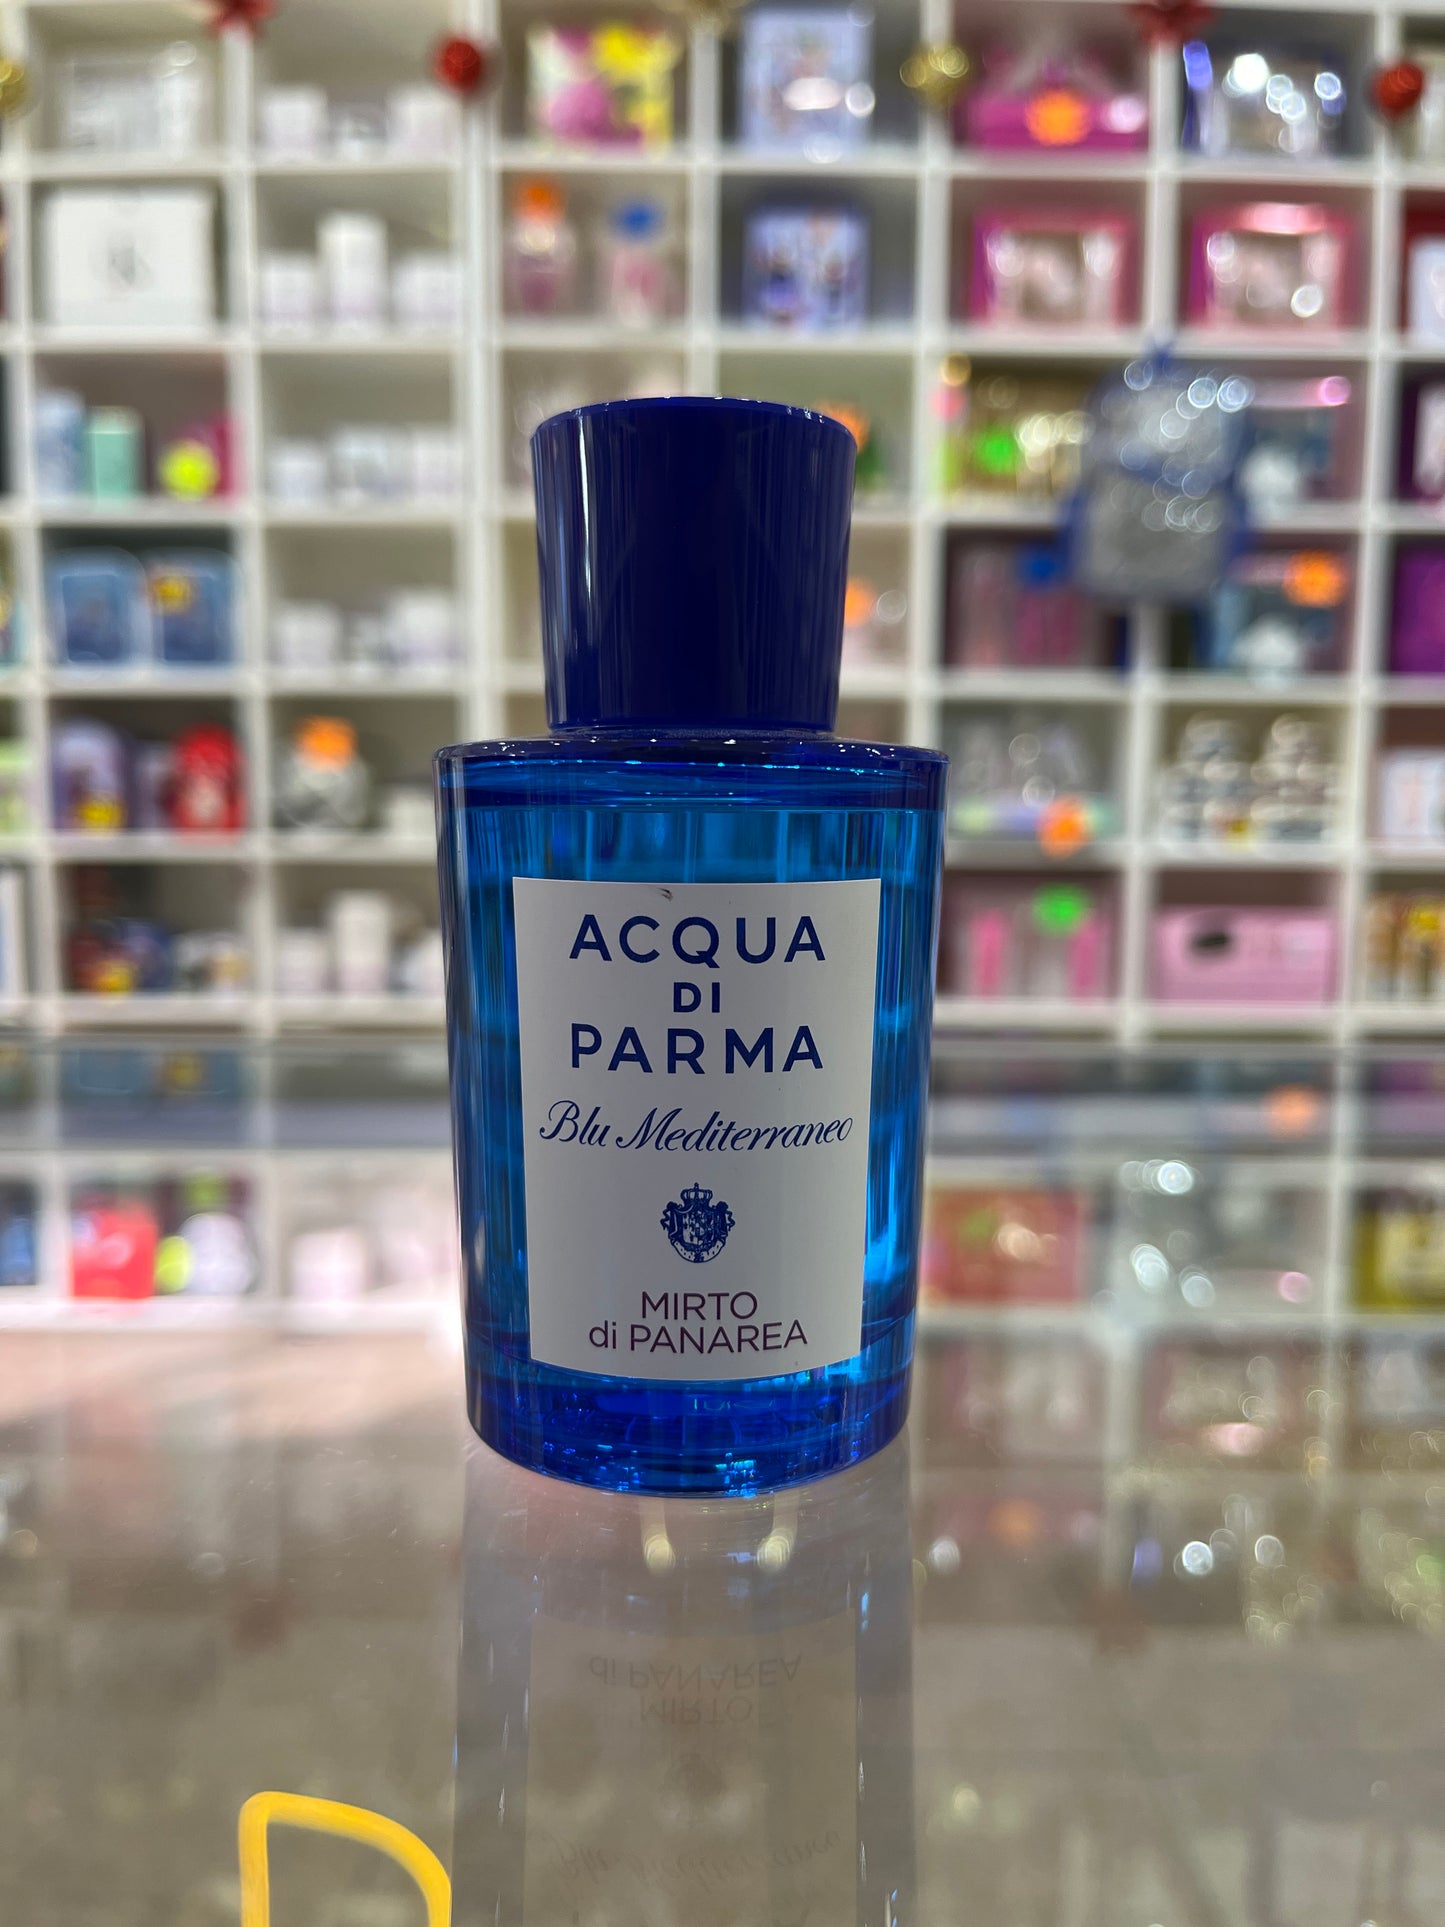 ACQUA
DI
PARMA
Blu Mediterraneo
MIRTO
di PANAREA